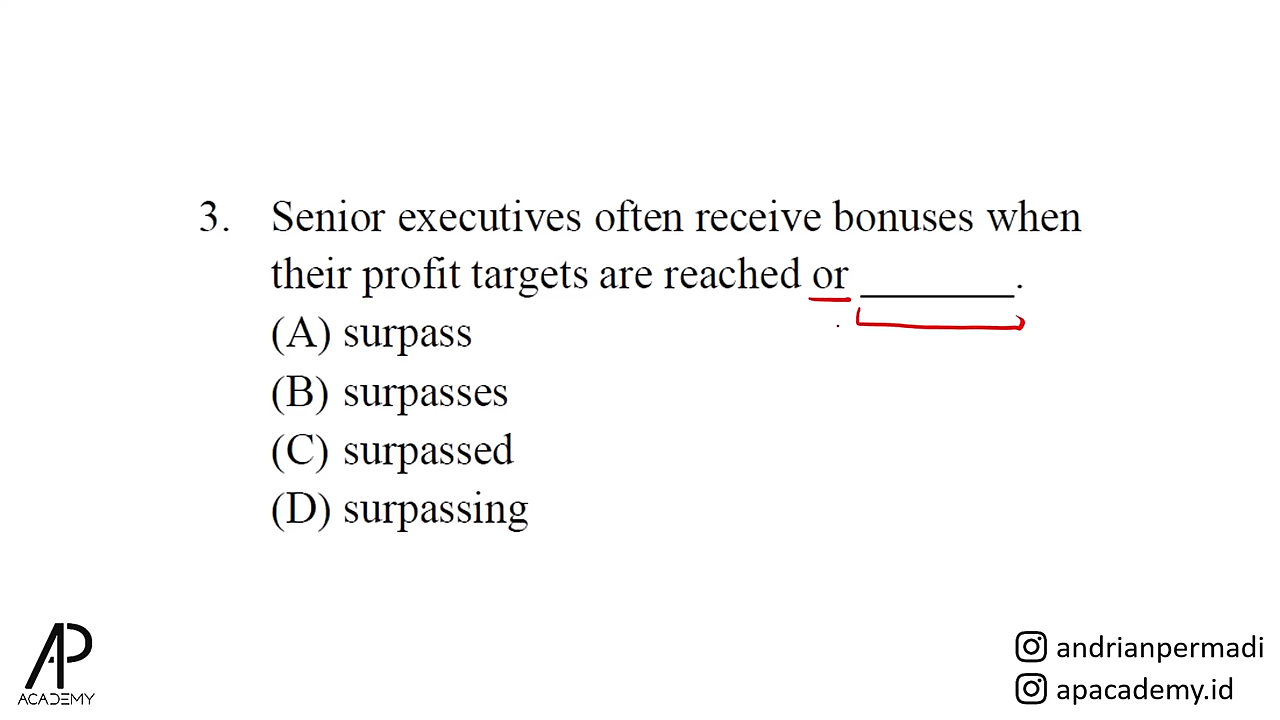 3. Senior executives often receive bonuses when
their profit targets are reached or ________.
(A) surpass
(B) surpasses
(C) surpassed
(D) surpassing
AP
ACADEMY
andrianpermadi
apacademy.id